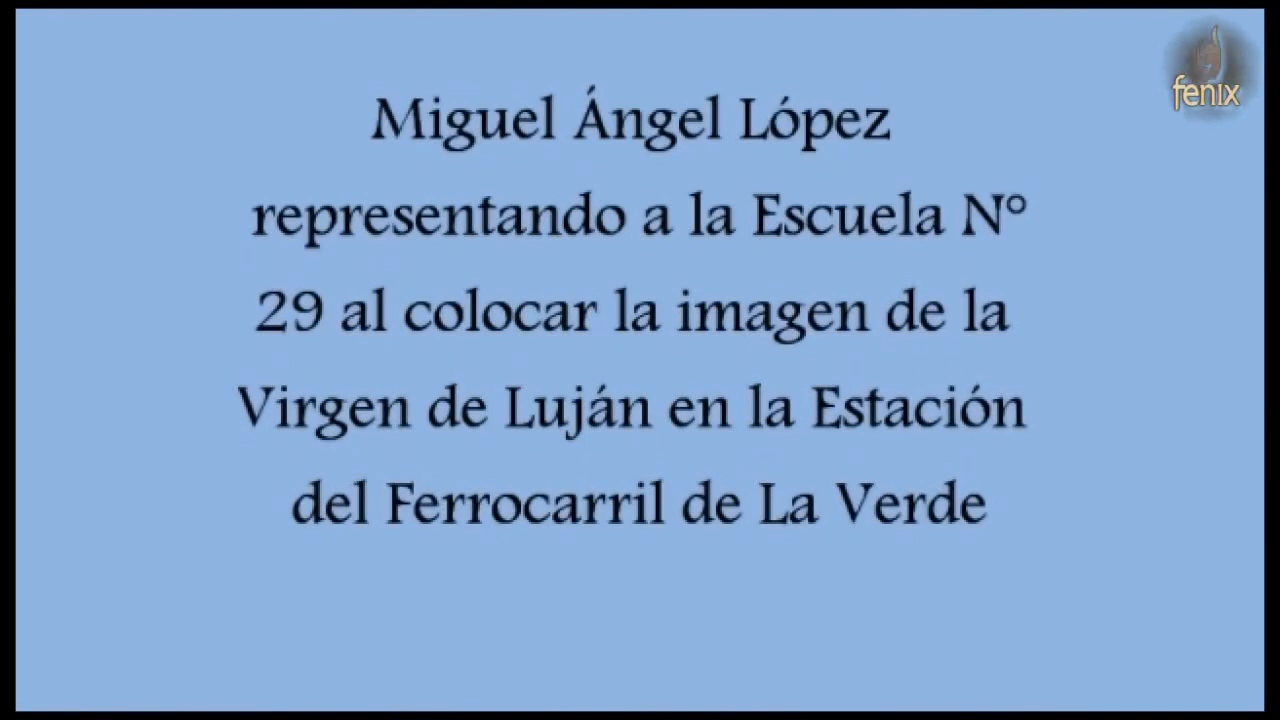 fenix
Miguel Ángel López
representando a la Escuela N°
29 al colocar la imagen de la
Virgen de Luján en la Estación
del Ferrocarril de La Verde